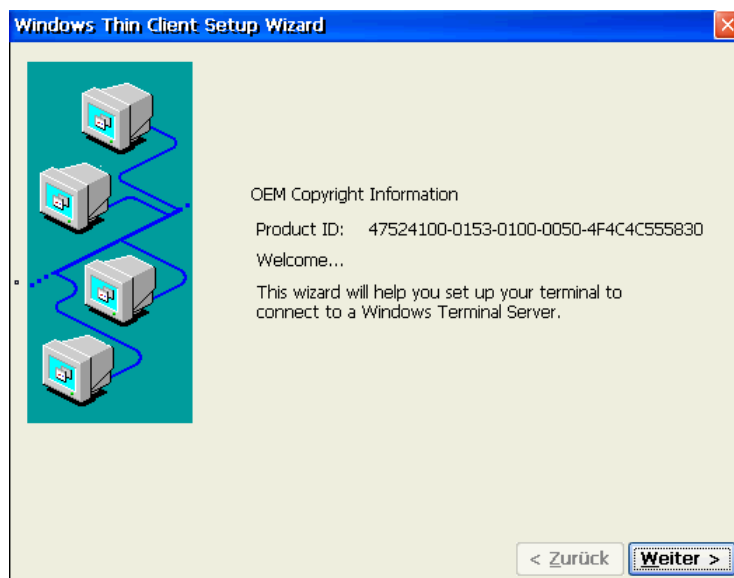 Windows Thin Client Setup Wizard
OEM Copyright Information
Product ID: 47524100-0153-0100-0050-4F4C4C555830
Welcome...
This wizard will help you set up your terminal to
connect to a Windows Terminal Server.
< Zurück
Weiter >